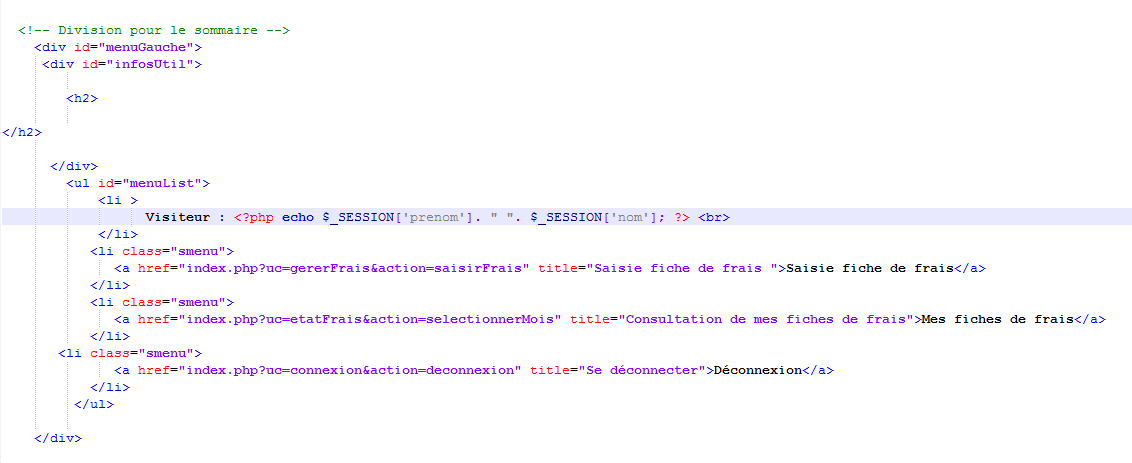 <!-- Division pour le sommaire -->
<div id="menuGauche">
<div id="infosUtil">
<h2>
</h2>
</div>
<ul id="menuList">
<li >
Visiteur : <?php echo $_SESSION['prenom']. " ". $_SESSION['nom']; ?> <br>
</li>
<li class="smenu">
<a href="index.php?uc=gererFrais&action=saisirFrais" title="Saisie fiche de frais ">Saisie fiche de frais</a>
</li>
<li class="smenu">
<a href="index.php?uc=etatFrais&action=selectionnerMois" title="Consultation de mes fiches de frais">Mes fiches de frais</a>
</li>
<li class="smenu">
<a href="index.php?uc=connexion&action=deconnexion" title="Se déconnecter">Déconnexion</a>
</li>
</ul>
</div>